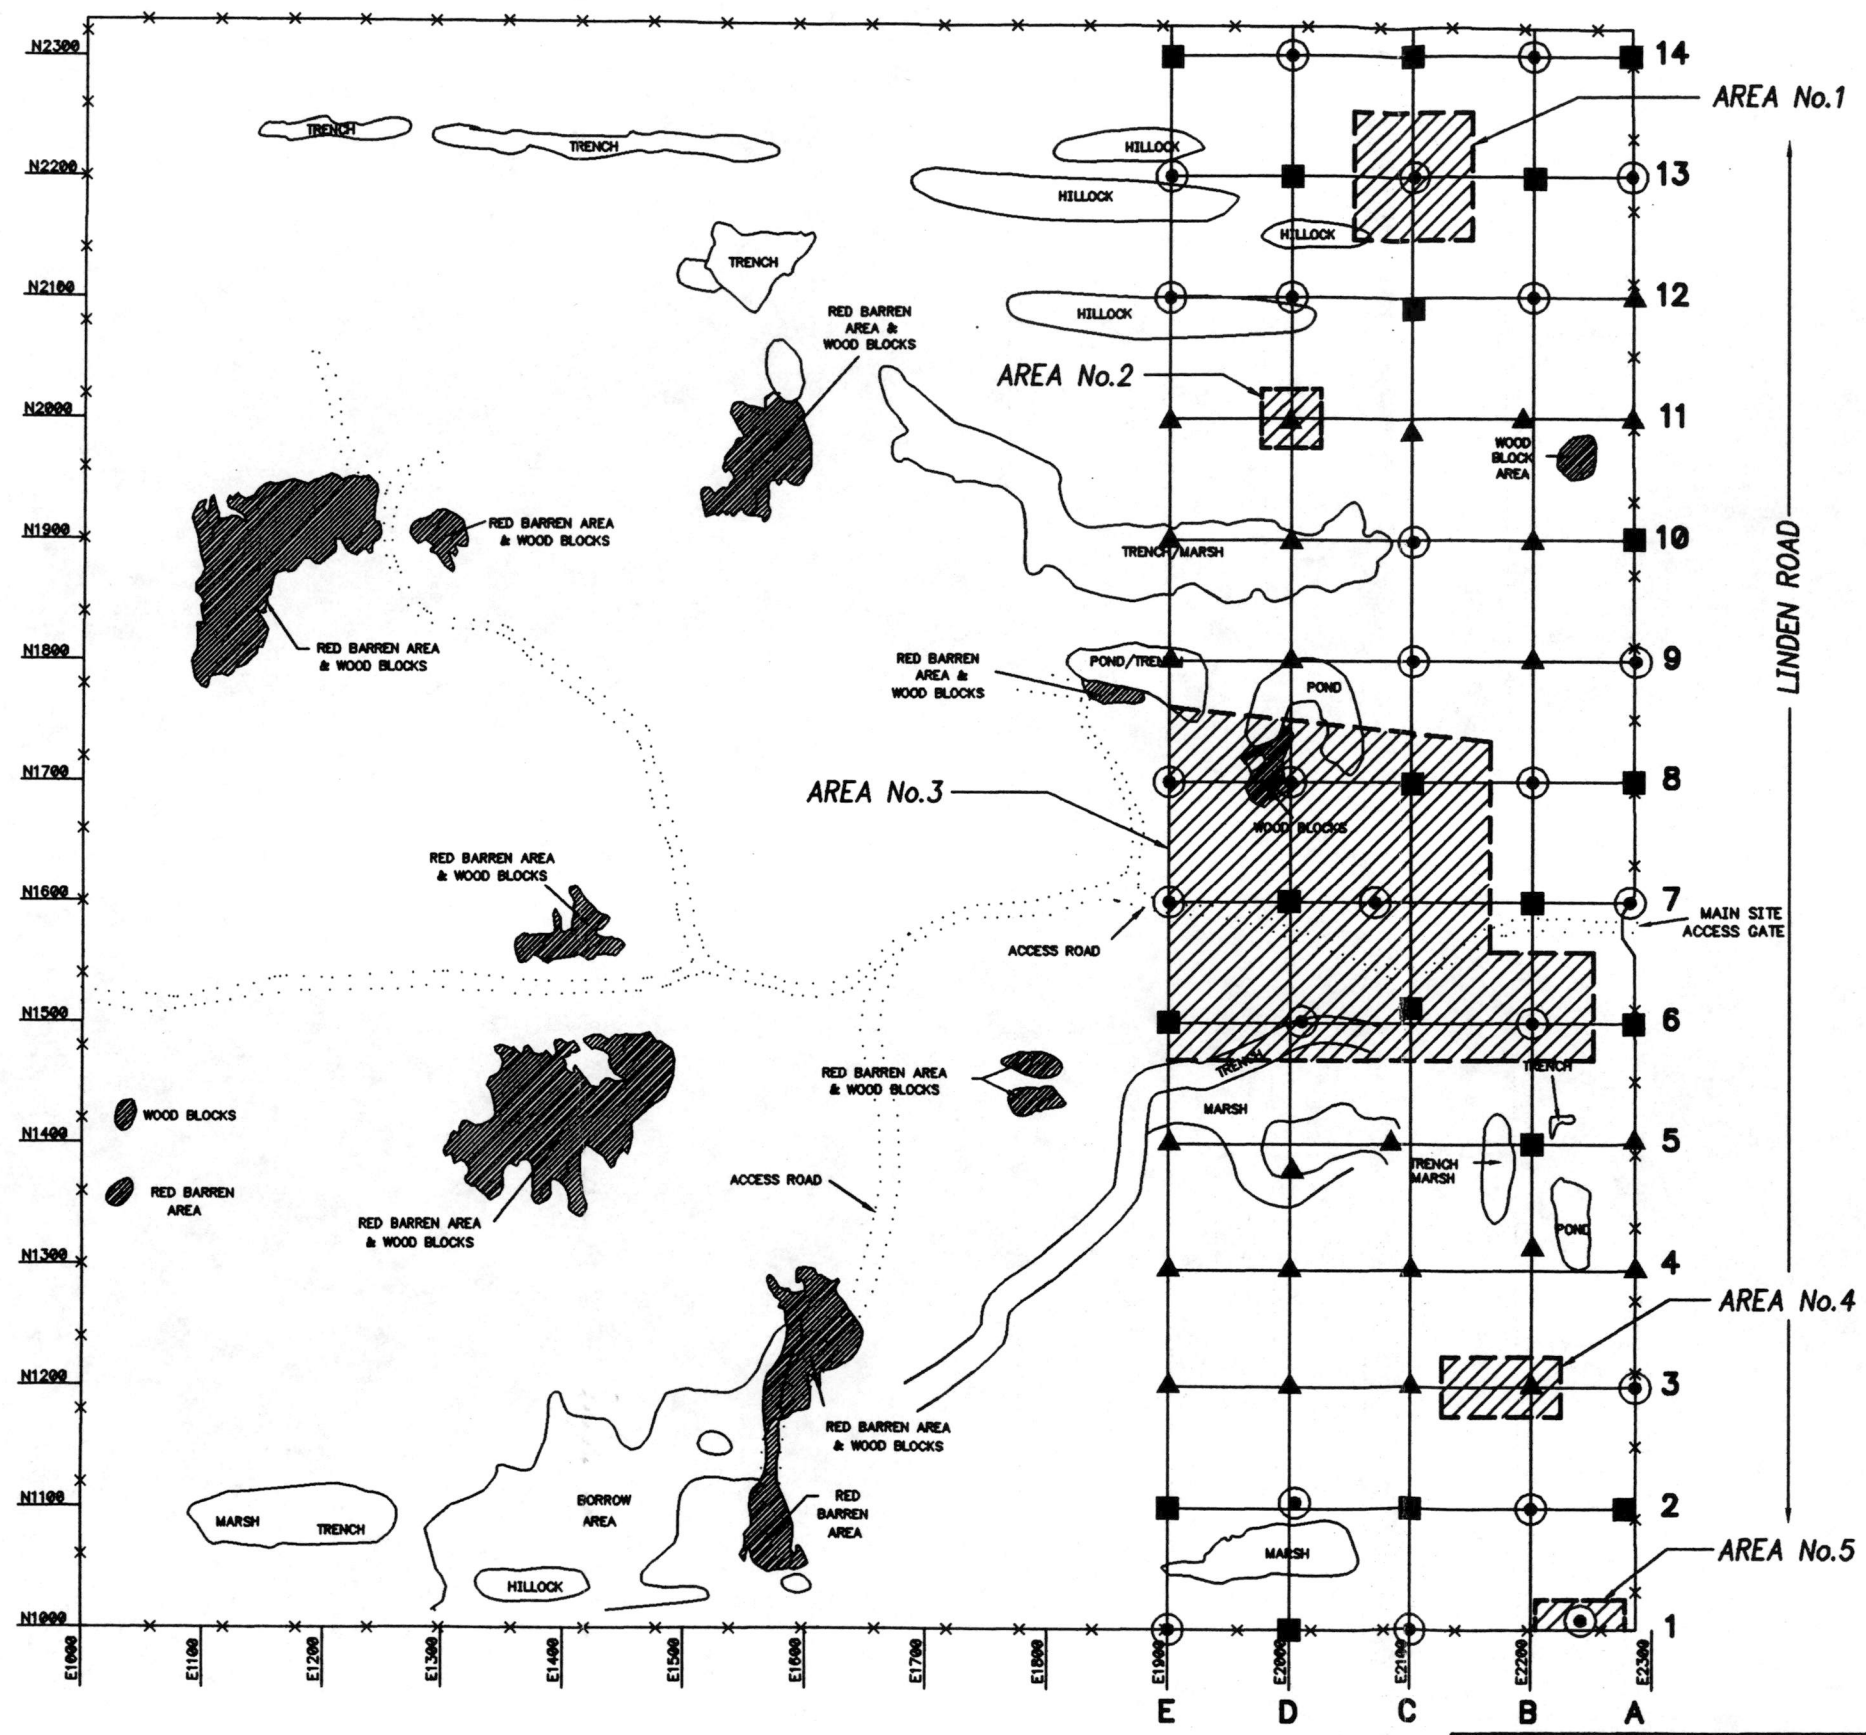 N2300
14
AREA No.1
TRENCH
TRENCH
HILLOCK
N2200
13
HILLOCK
HILLOCK
TRENCH
N2100
12
HILLOCK
RED BARREN
AREA &
WOOD BLOCKS
AREA No.2
N2000
11
WOOD
BLOCK
AREA
N1900
RED BARREN AREA
& WOOD BLOCKS
TRENCH/MARSH
10
LINDEN ROAD
RED BARREN AREA
& WOOD BLOCKS
N1800
RED BARREN
AREA &
WOOD BLOCKS
POND/TRENCH
9
POND
N1700
8
AREA No.3
WOOD BLOCKS
RED BARREN AREA
& WOOD BLOCKS
N1600
7
MAIN SITE
ACCESS GATE
ACCESS ROAD
N1500
6
RED BARREN AREA
& WOOD BLOCKS
TRENCH
TRENCH
WOOD BLOCKS
MARSH
N1400
5
TRENCH
MARSH
RED BARREN
AREA
ACCESS ROAD
RED BARREN AREA
& WOOD BLOCKS
POND
N1300
4
AREA No.4
N1200
3
RED BARREN AREA
& WOOD BLOCKS
N1100
BORROW
AREA
RED
BARREN
AREA
2
MARSH
TRENCH
MARSH
AREA No.5
HILLOCK
N1000
1
E1000
E1100
E1200
E1300
E1400
E1500
E1600
E1700
E1800
E1900
E2000
E2100
E2200
E2300
E
D
C
B
A